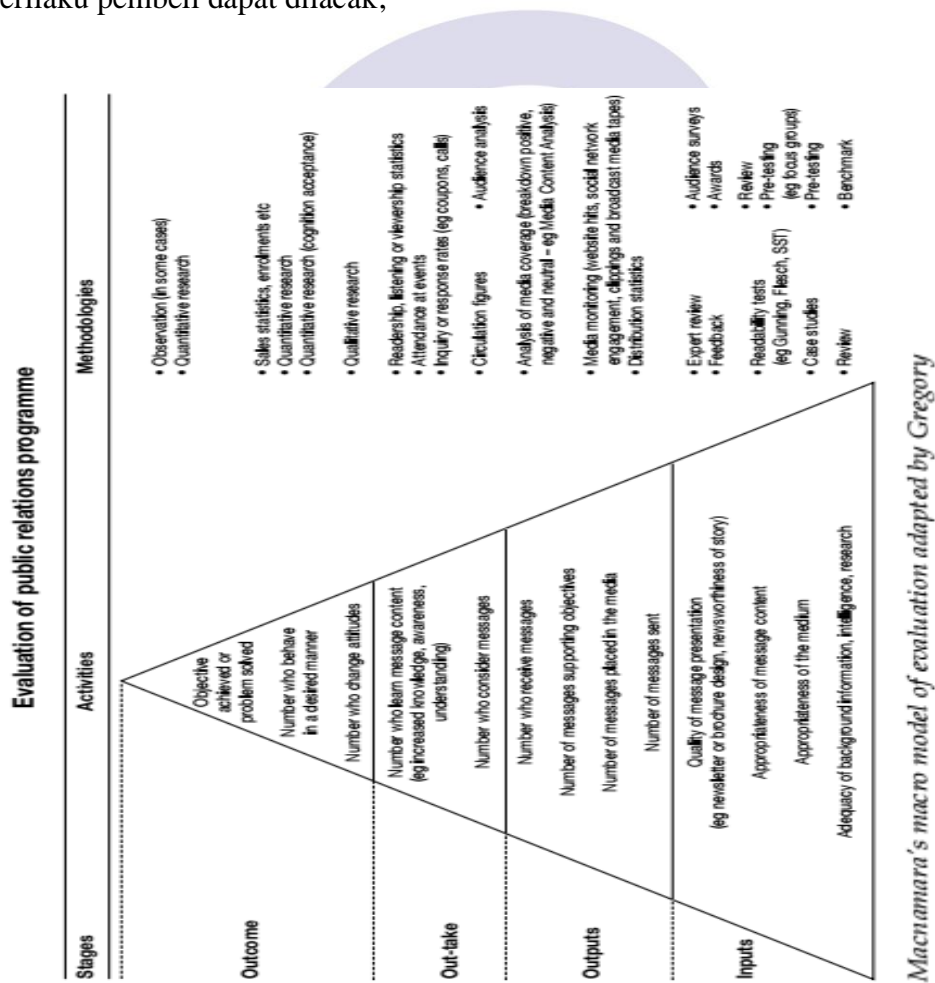 erilaku pembeli dapat dilacak;
Evaluation of public relations programme
Stages
Activities
Methodologies
Outcome
Objective
achieved or
problem solved
• Observation (in some cases)
• Quantitative research
Number who behave
in a desired manner
• Sales statistics, enrolments etc
• Quantitative research
• Quantitative research (cognition acceptance)
Number who change attitudes
• Qualitative research
Out-take
Number who learn message content
(eg increased knowledge, awareness,
understanding)
• Readership, listening or viewership statistics
• Attendance at events
• Inquiry or response rates (eg coupons, calls)
Number who consider messages
• Circulation figures • Audience analysis
Outputs
Number who receive messages
• Analysis of media coverage (breakdown positive,
negative and neutral – eg Media Content Analysis)
Number of messages supporting objectives
Number of messages placed in the media
• Media monitoring (website hits, social network
engagement, clippings and broadcast media tapes)
Number of messages sent
• Distribution statistics
Inputs
Quality of message presentation
(eg newsletter or brochure design, newsworthiness of story)
• Expert review • Audience surveys
• Feedback • Awards
Appropriateness of message content
• Readability tests • Review
(eg Gunning, Flesch, SST) • Pre-testing
(eg focus groups)
Appropriateness of the medium
• Case studies • Pre-testing
Adequacy of background information, intelligence, research
• Review • Benchmark
Macnamara's macro model of evaluation adapted by Gregory